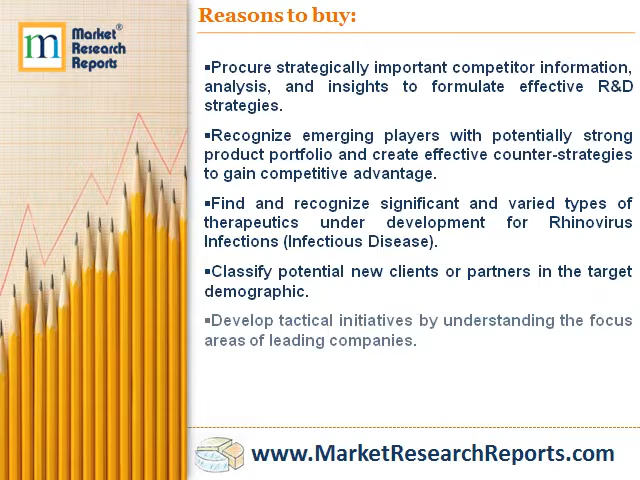 Reasons to buy:
m Market®
Research
Reports
▪Procure strategically important competitor information,
analysis, and insights to formulate effective R&D
strategies.
▪Recognize emerging players with potentially strong
product portfolio and create effective counter-strategies
to gain competitive advantage.
▪Find and recognize significant and varied types of
therapeutics under development for Rhinovirus
Infections (Infectious Disease).
▪Classify potential new clients or partners in the target
demographic.
▪Develop tactical initiatives by understanding the focus
areas of leading companies.
www.MarketResearchReports.com